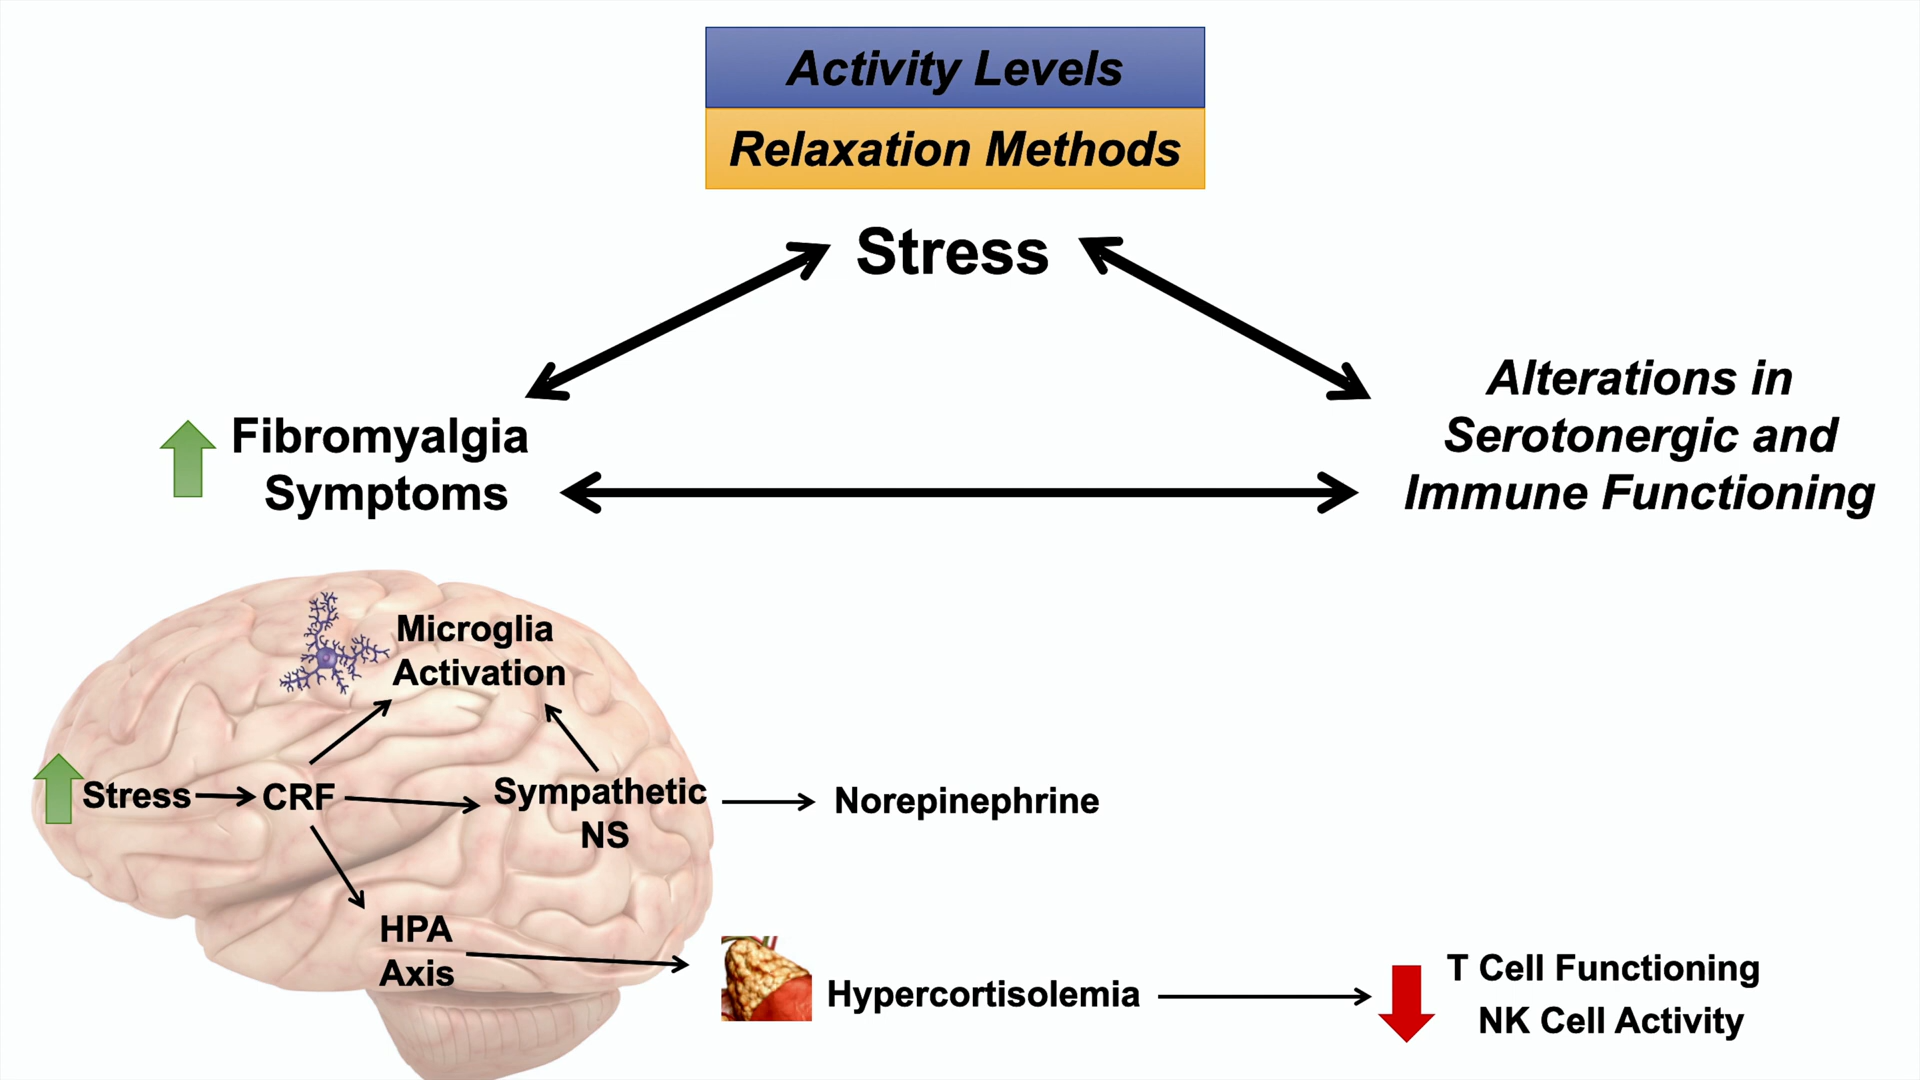 Activity Levels
Relaxation Methods
Stress
Fibromyalgia
Symptoms
Alterations in
Serotonergic and
Immune Functioning
Microglia
Activation
Stress
CRF
Sympathetic
NS
Norepinephrine
HPA
Axis
Hypercortisolemia
T Cell Functioning
NK Cell Activity